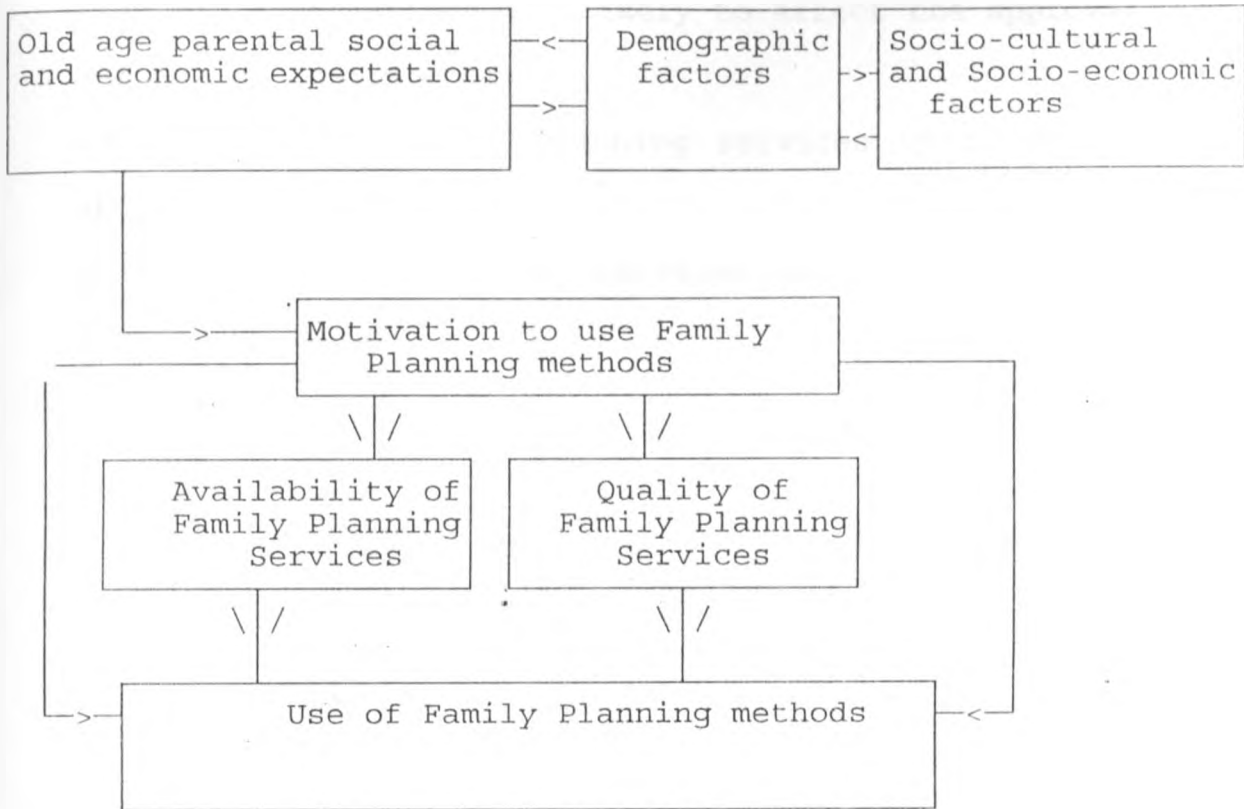 Old age parental social
and economic expectations
Demographic
factors
Socio-cultural
and Socio-economic
factors
Motivation to use Family
Planning methods
Availability of
Family Planning
Services
Quality of
Family Planning
Services
Use of Family Planning methods